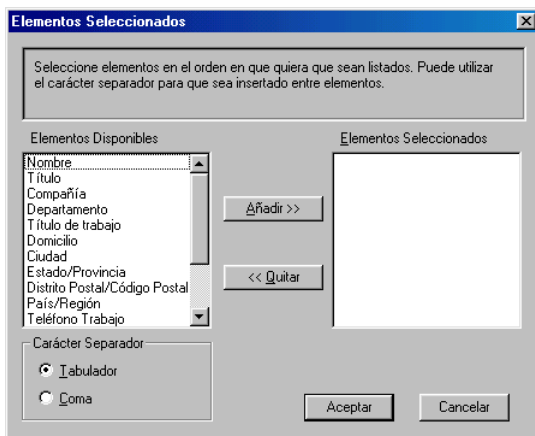 Elementos Seleccionados
Seleccione elementos en el orden en que quiera que sean listados. Puede utilizar
el carácter separador para que sea insertado entre elementos.
Elementos Disponibles
Elementos Seleccionados
Nombre
Título
Compañía
Departamento
Título de trabajo
Domicilio
Ciudad
Estado/Provincia
Distrito Postal/Código Postal
País/Región
Teléfono Trabajo
Añadir >>
<< Quitar
Carácter Separador
Tabulador
Coma
Aceptar
Cancelar